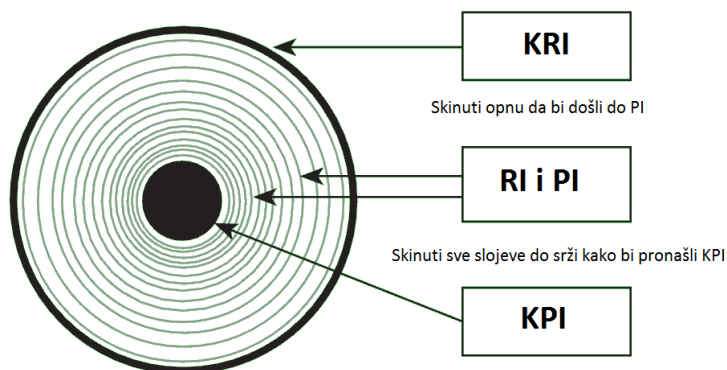 KRI
Skinuti opnu da bi došli do PI
RI i PI
Skinuti sve slojeve do srži kako bi pronašli KPI
KPI